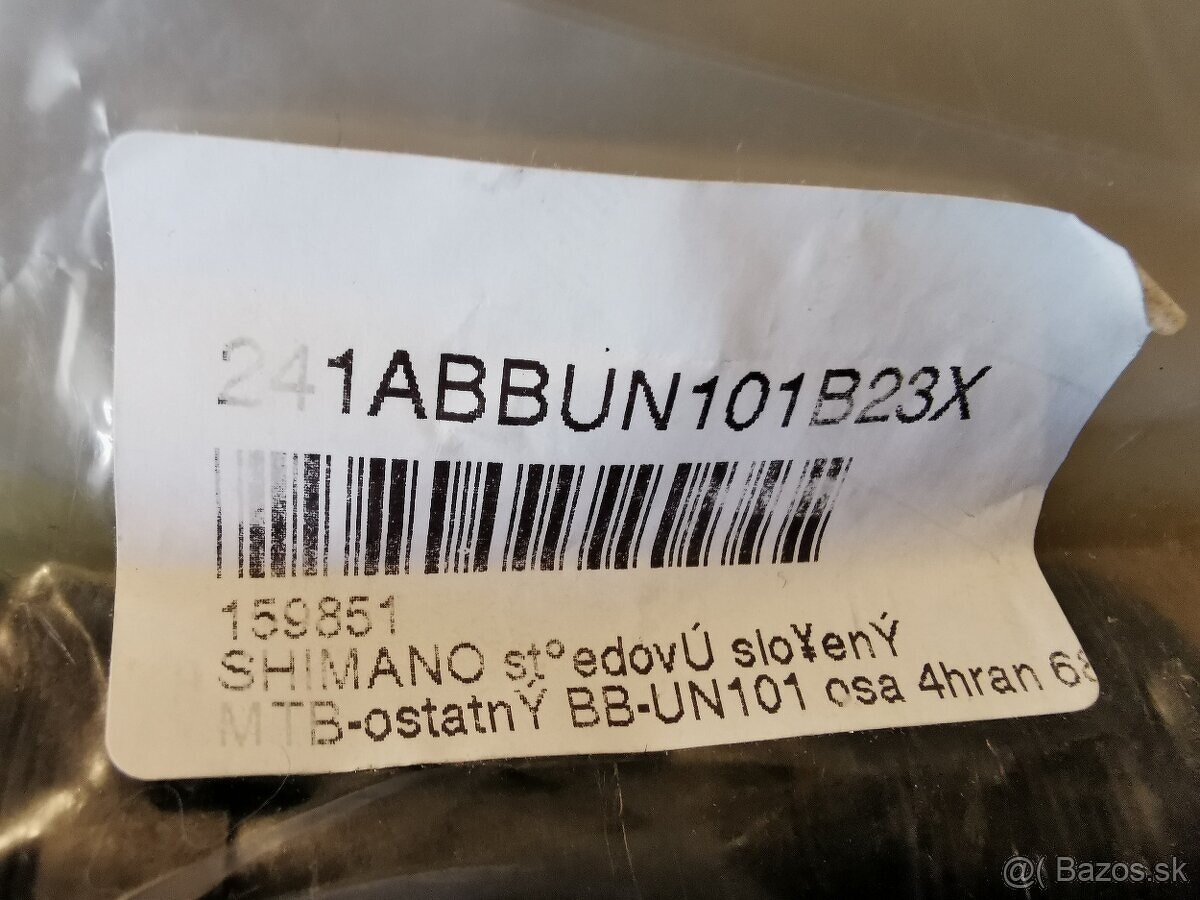 241ABBUN101B23X
159851
SHIMANO st°edovÚ slo¥enÝ
MTB-ostatnÝ BB-UN101 osa 4hran 68
@( Bazos.sk